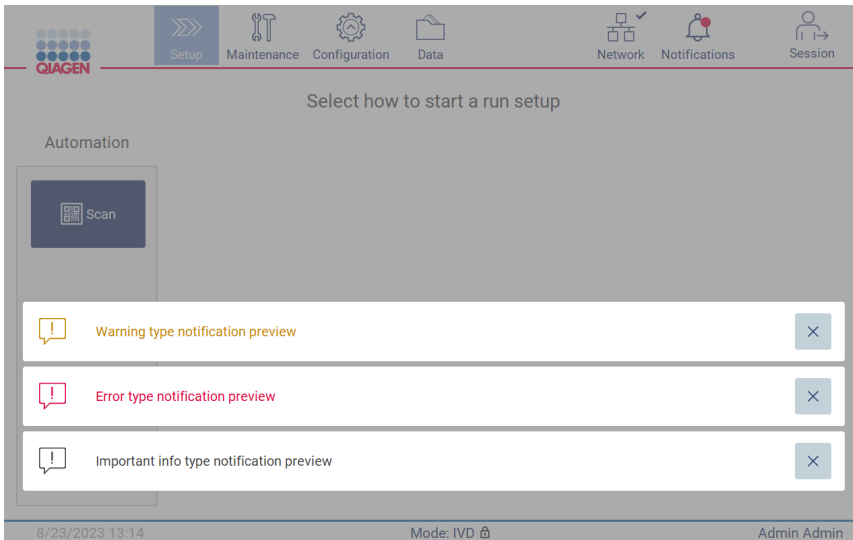 QIAGEN
Setup
Maintenance
Configuration
Data
Network
Notifications
Session
Select how to start a run setup
Automation
Scan
Warning type notification preview
Error type notification preview
Important info type notification preview
8/23/2023 13:14
Mode: IVD
Admin Admin